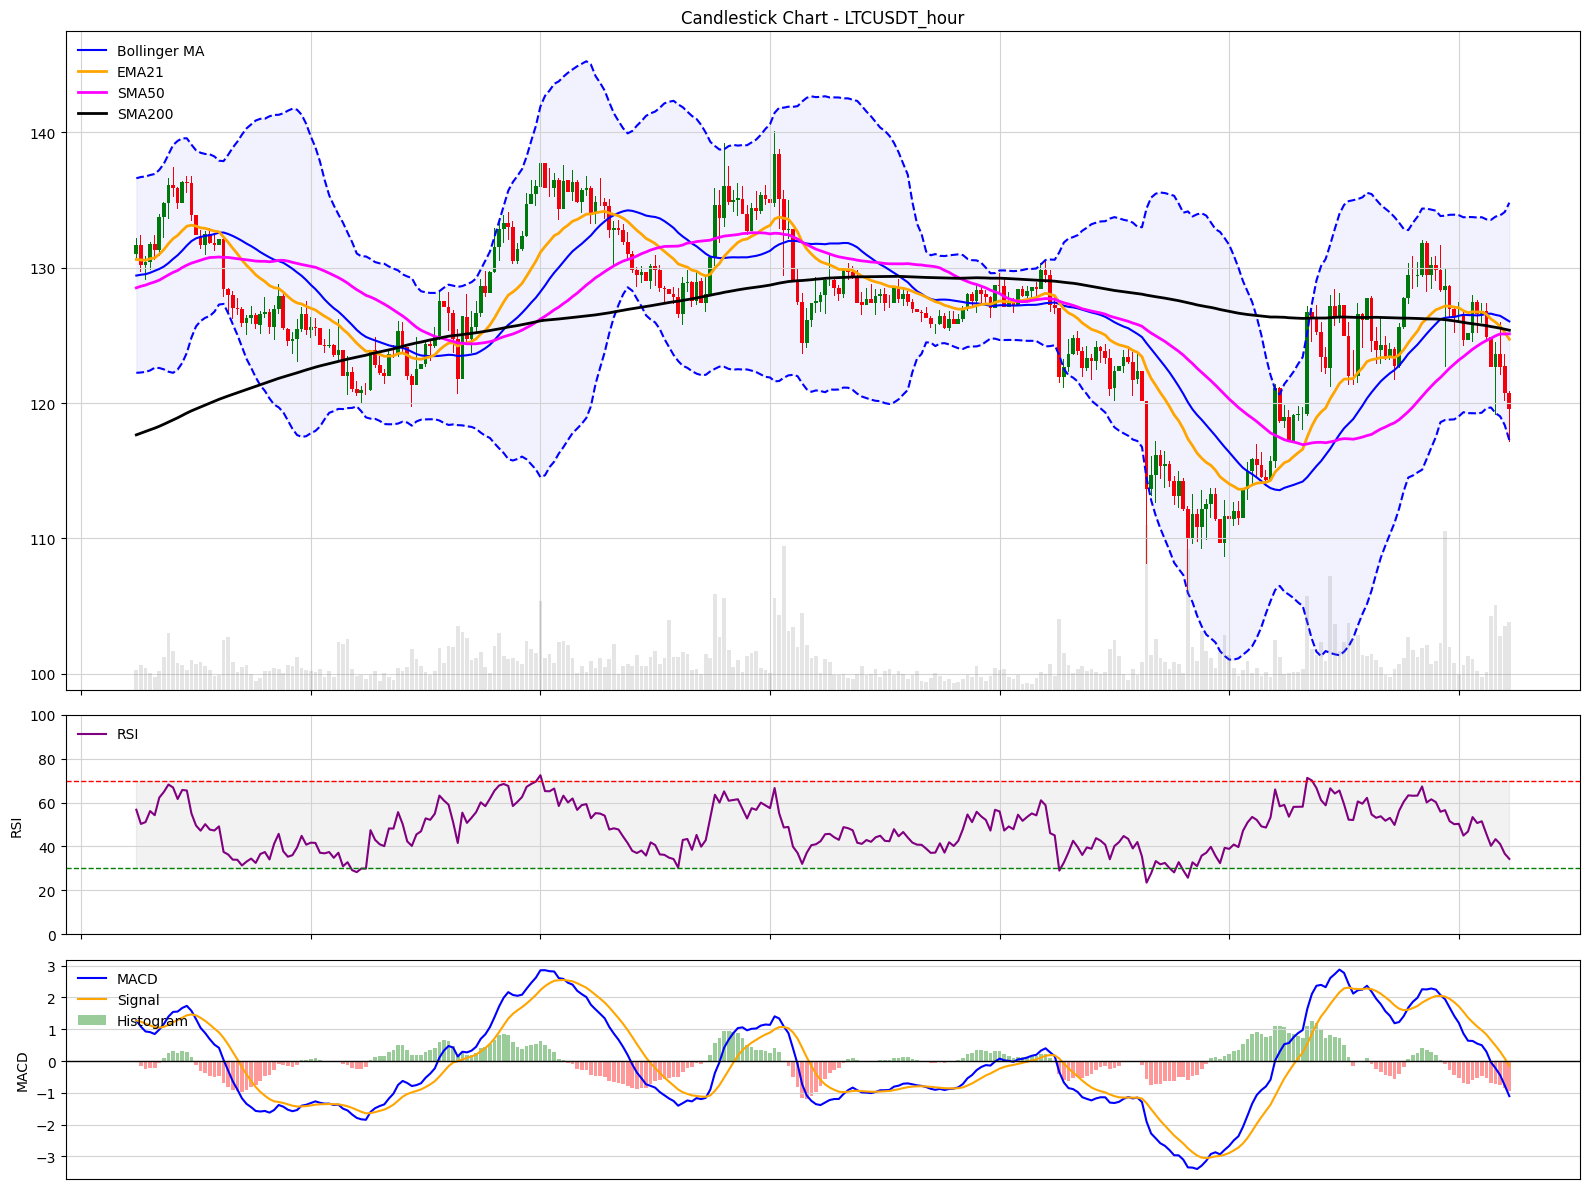 Candlestick Chart - LTCUSDT_hour
Bollinger MA
EMA21
SMA50
SMA200
140
130
120
110
100
RSI
100
80
60
40
20
0
RSI
MACD
Signal
Histogram
3
2
1
0
−1
−2
−3
MACD